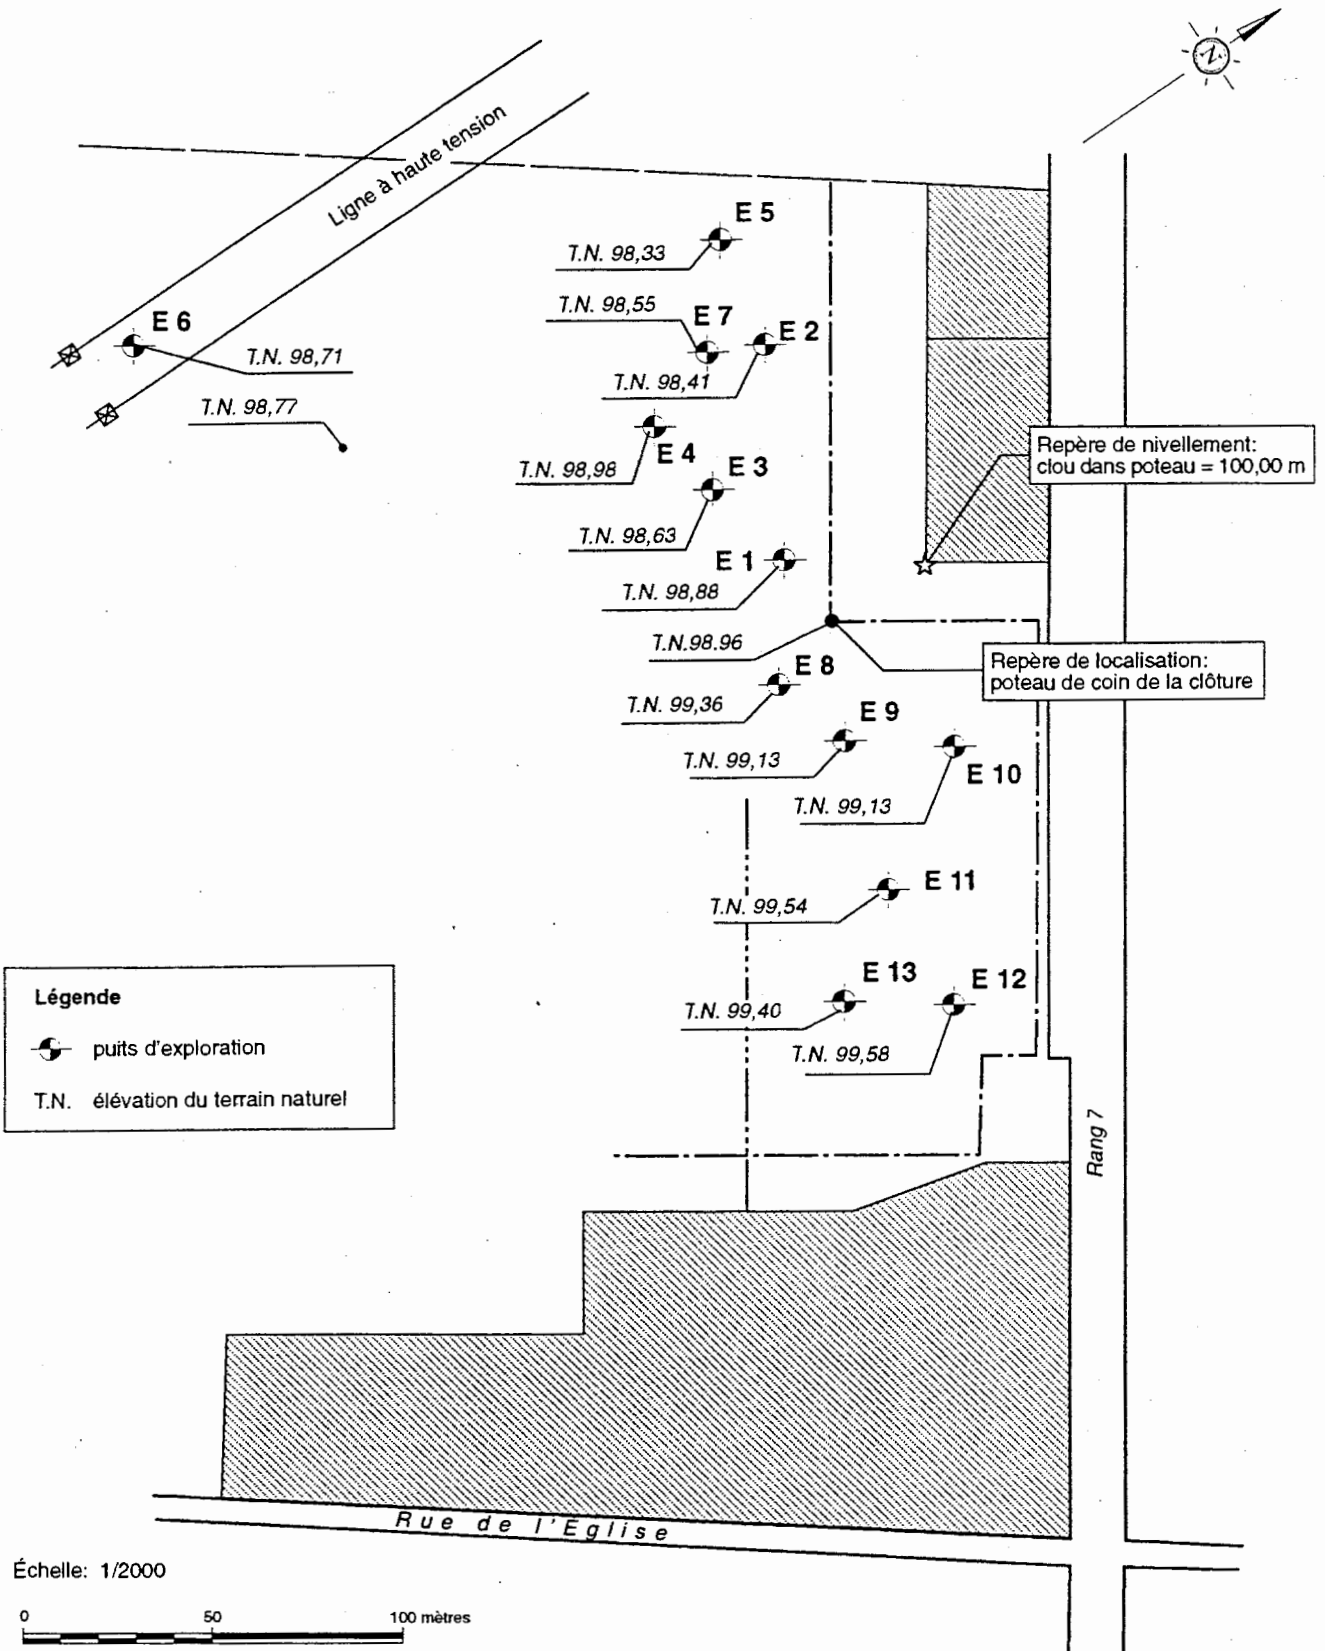 N
Ligne à haute tension
E 5
T.N. 98,33
T.N. 98,55
E 7
E 2
E 6
T.N. 98,71
T.N. 98,41
T.N. 98,77
E 4
T.N. 98,98
E 3
Repère de nivellement:
clou dans poteau = 100,00 m
T.N. 98,63
E 1
T.N. 98,88
T.N.98.96
Repère de localisation:
poteau de coin de la clôture
E 8
T.N. 99,36
E 9
T.N. 99,13
E 10
T.N. 99,13
E 11
T.N. 99,54
E 13
E 12
T.N. 99,40
T.N. 99,58
Légende
puits d'exploration
T.N. élévation du terrain naturel
Rang 7
Rue de l'Église
Échelle: 1/2000
0 50 100 mètres